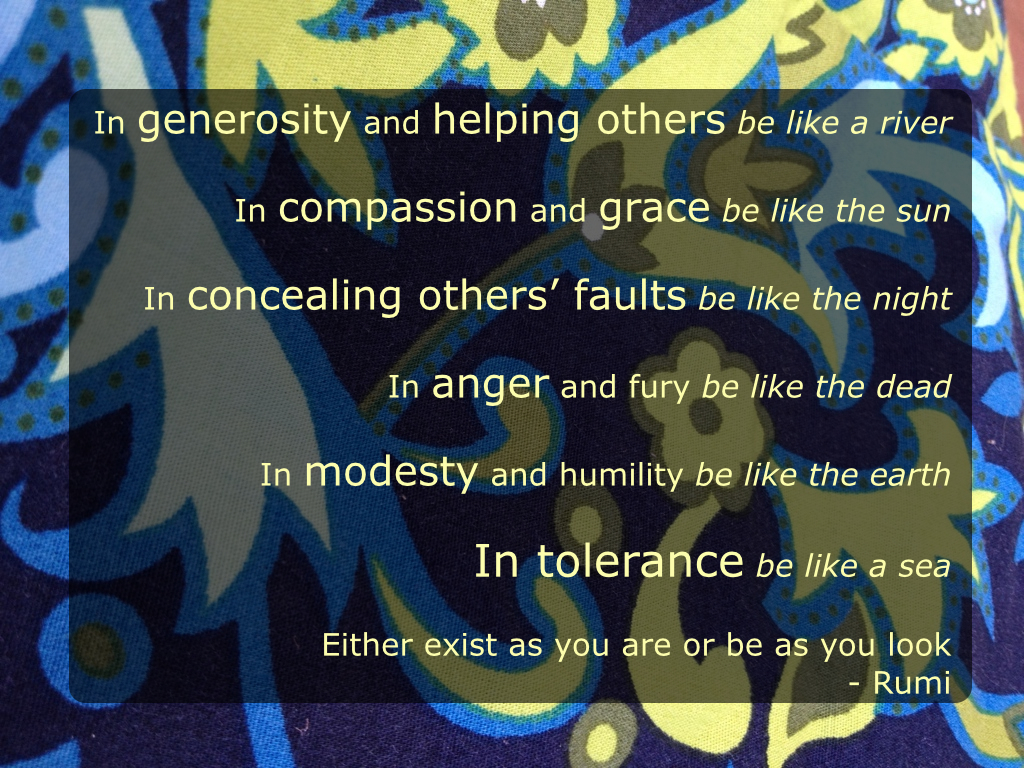 In generosity and helping others be like a river
In compassion and grace be like the sun
In concealing others’ faults be like the night
In anger and fury be like the dead
In modesty and humility be like the earth
In tolerance be like a sea
Either exist as you are or be as you look
- Rumi